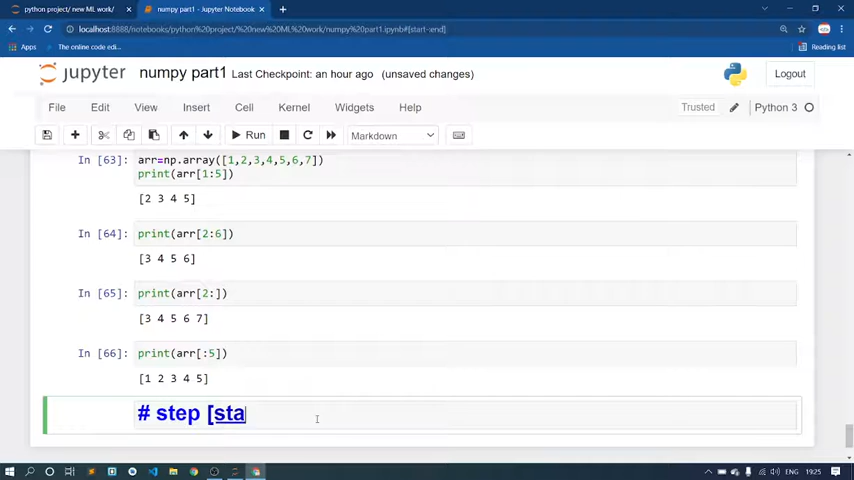 python project/ new ML work/
numpy part1 - Jupyter Notebook
localhost:8888/notebooks/python%20project/%20new%20ML%20work/numpy%20part1.ipynb#[start-:end]
Apps
The online code edi...
Reading list
jupyter
numpy part1 Last Checkpoint: an hour ago (unsaved changes)
Logout
File Edit View Insert Cell Kernel Widgets Help
Trusted
Python 3
Run
Markdown
In [63]: arr=np.array([1,2,3,4,5,6,7])
print(arr[1:5])
[2 3 4 5]
In [64]: print(arr[2:6])
[3 4 5 6]
In [65]: print(arr[2:])
[3 4 5 6 7]
In [66]: print(arr[:5])
[1 2 3 4 5]
# step [sta
ENG 19:25